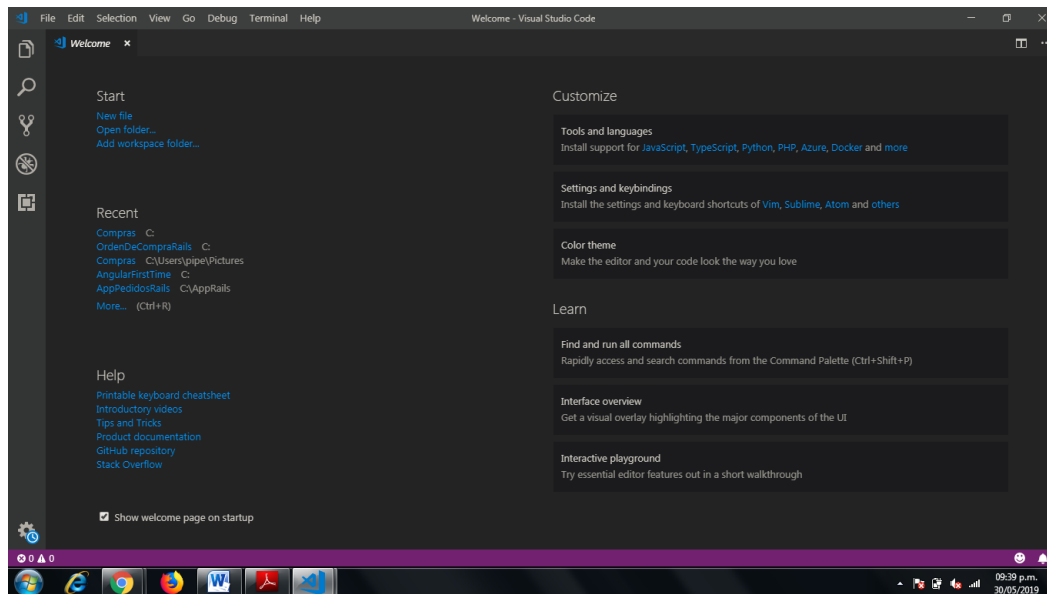 File Edit Selection View Go Debug Terminal Help
Welcome - Visual Studio Code
Welcome
Start
New file
Open folder...
Add workspace folder...
Recent
Compras C:
OrdenDeCompraRails C:
Compras C:\Users\pipe\Pictures
AngularFirstTime C:
AppPedidosRails C:\AppRails
More... (Ctrl+R)
Help
Printable keyboard cheatsheet
Introductory videos
Tips and Tricks
Product documentation
GitHub repository
Stack Overflow
Show welcome page on startup
Customize
Tools and languages
Install support for JavaScript, TypeScript, Python, PHP, Azure, Docker and more
Settings and keybindings
Install the settings and keyboard shortcuts of Vim, Sublime, Atom and others
Color theme
Make the editor and your code look the way you love
Learn
Find and run all commands
Rapidly access and search commands from the Command Palette (Ctrl+Shift+P)
Interface overview
Get a visual overlay highlighting the major components of the UI
Interactive playground
Try essential editor features out in a short walkthrough
0 0
09:39 p.m.
30/05/2019